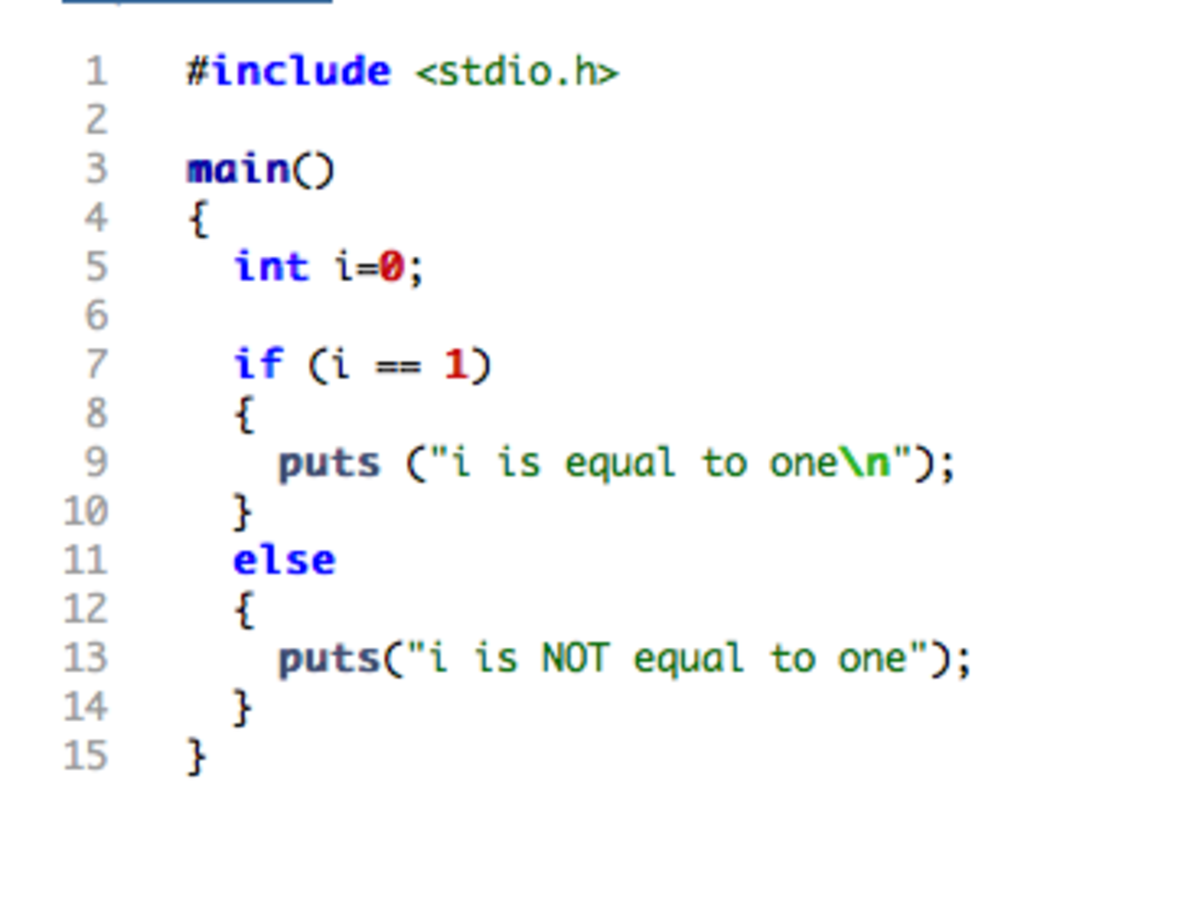 1 #include <stdio.h>
2
3 main()
4 {
5 int i=0;
6
7 if (i == 1)
8 {
9 puts ("i is equal to one\n");
10 }
11 else
12 {
13 puts("i is NOT equal to one");
14 }
15 }